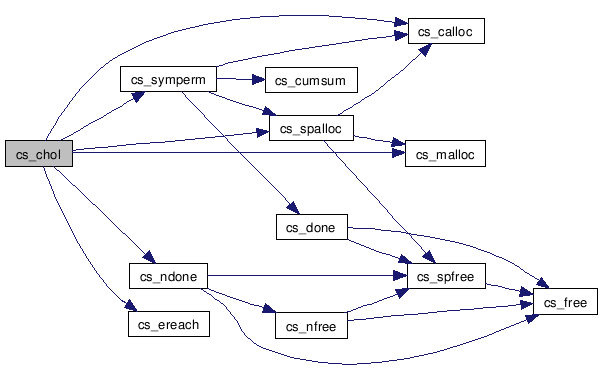 cs_calloc
cs_symperm
cs_cumsum
cs_spalloc
cs_chol
cs_malloc
cs_done
cs_ndone
cs_spfree
cs_free
cs_ereach
cs_nfree